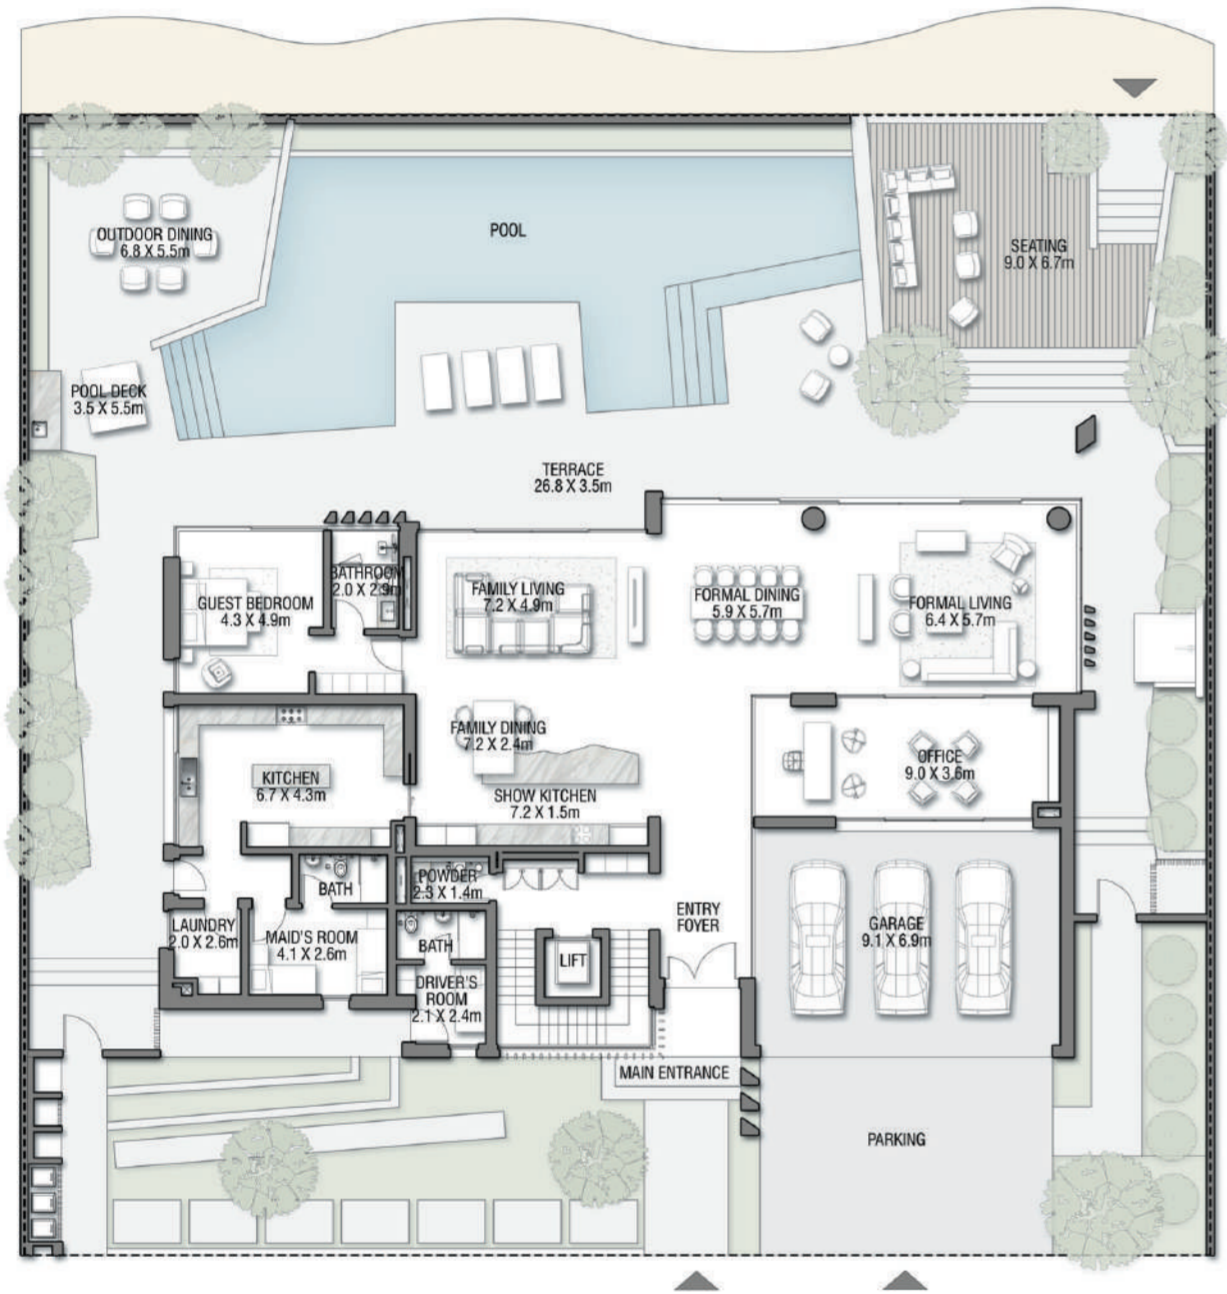 POOL
OUTDOOR DINING
6.8 X 5.5m
SEATING
9.0 X 6.7m
POOL DECK
3.5 X 5.5m
TERRACE
26.8 X 3.5m
BATHROOM
2.0 X 2.9m
GUEST BEDROOM
4.3 X 4.9m
FAMILY LIVING
7.2 X 4.9m
FORMAL DINING
5.9 X 5.7m
FORMAL LIVING
6.4 X 5.7m
FAMILY DINING
7.2 X 2.4m
KITCHEN
6.7 X 4.3m
SHOW KITCHEN
7.2 X 1.5m
OFFICE
9.0 X 3.6m
BATH
POWDER
2.3 X 1.4m
LAUNDRY
2.0 X 2.6m
MAID'S ROOM
4.1 X 2.6m
BATH
DRIVER'S
ROOM
2.1 X 2.4m
LIFT
ENTRY
FOYER
GARAGE
9.1 X 6.9m
MAIN ENTRANCE
PARKING